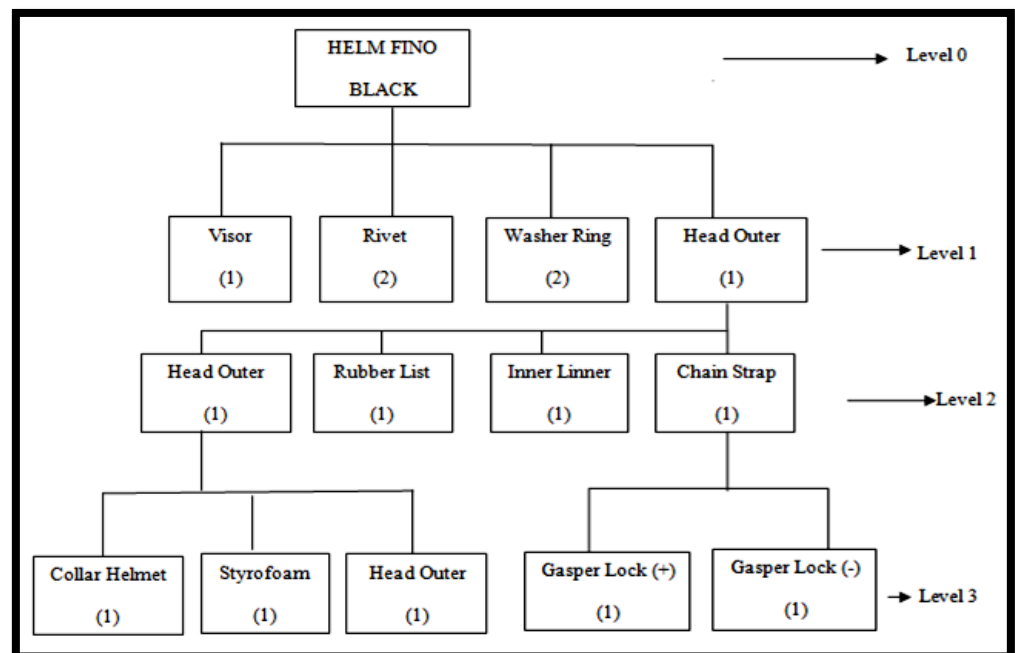 HELM FINO
BLACK
Level 0
Visor
(1)
Rivet
(2)
Washer Ring
(2)
Head Outer
(1)
Level 1
Head Outer
(1)
Rubber List
(1)
Inner Linner
(1)
Chain Strap
(1)
Level 2
Collar Helmet
(1)
Styrofoam
(1)
Head Outer
(1)
Gasper Lock (+)
(1)
Gasper Lock (-)
(1)
Level 3